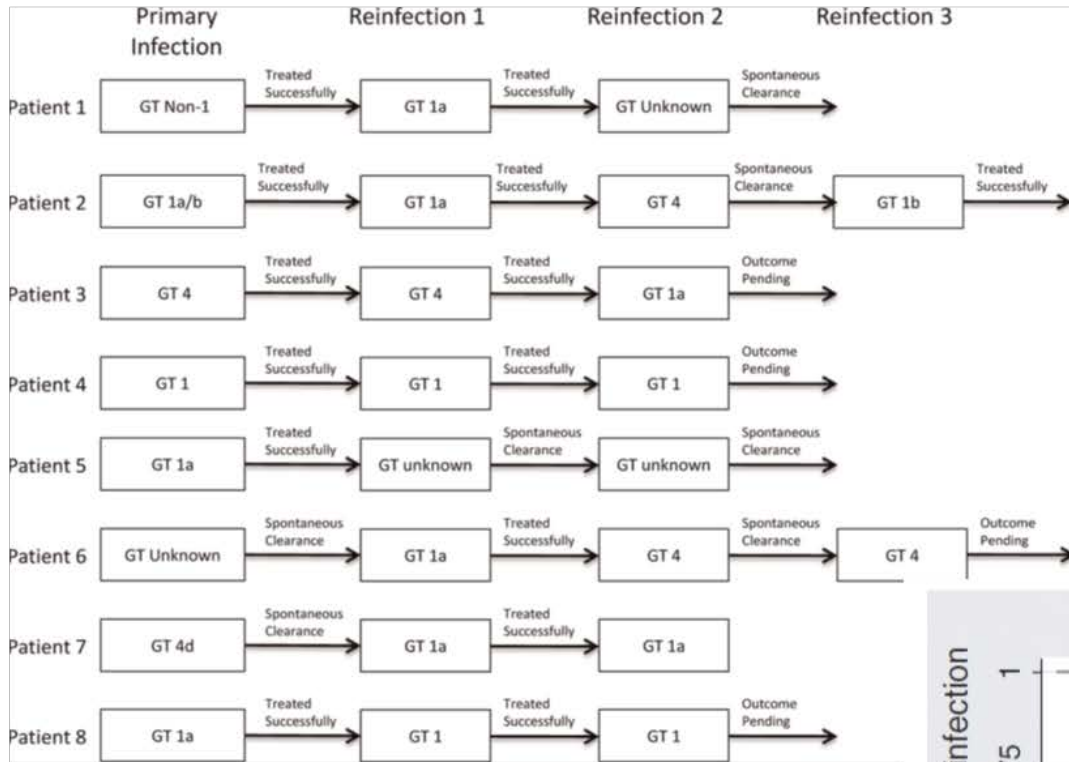 Primary Infection
Reinfection 1
Reinfection 2
Reinfection 3
Patient 1
GT Non-1
Treated Successfully
GT 1a
Treated Successfully
GT Unknown
Spontaneous Clearance
Patient 2
GT 1a/b
Treated Successfully
GT 1a
Treated Successfully
GT 4
Spontaneous Clearance
GT 1b
Treated Successfully
Patient 3
GT 4
Treated Successfully
GT 4
Treated Successfully
GT 1a
Outcome Pending
Patient 4
GT 1
Treated Successfully
GT 1
Treated Successfully
GT 1
Outcome Pending
Patient 5
GT 1a
Treated Successfully
GT unknown
Spontaneous Clearance
GT unknown
Spontaneous Clearance
Patient 6
GT Unknown
Spontaneous Clearance
GT 1a
Treated Successfully
GT 4
Spontaneous Clearance
GT 4
Outcome Pending
Patient 7
GT 4d
Spontaneous Clearance
GT 1a
Treated Successfully
GT 1a
Patient 8
GT 1a
Treated Successfully
GT 1
Treated Successfully
GT 1
Outcome Pending
1